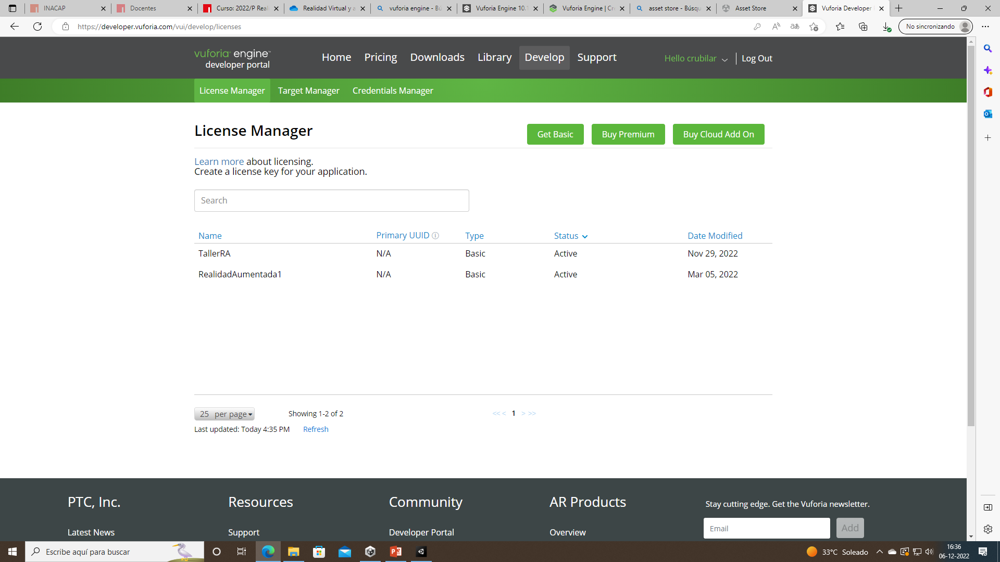 INACAP
Docentes
Curso: 2022/P Real
Realidad Virtual y a
vuforia engine - Bú
Vuforia Engine 10.1
Vuforia Engine | Cre
asset store - Búsqu
Asset Store
Vuforia Developer
https://developer.vuforia.com/vui/develop/licenses
No sincronizando
vuforia engine™
developer portal
Home
Pricing
Downloads
Library
Develop
Support
Hello crubilar
Log Out
License Manager
Target Manager
Credentials Manager
License Manager
Get Basic
Buy Premium
Buy Cloud Add On
Learn more about licensing.
Create a license key for your application.
Search
Name Primary UUID Type Status Date Modified
TallerRA N/A Basic Active Nov 29, 2022
RealidadAumentada1 N/A Basic Active Mar 05, 2022
25 per page
Showing 1-2 of 2
<< < 1 > >>
Last updated: Today 4:35 PM Refresh
PTC, Inc.
Resources
Community
AR Products
Stay cutting edge. Get the Vuforia newsletter.
Email
Add
Latest News
Support
Developer Portal
Overview
Escribe aquí para buscar
33°C Soleado
16:36
06-12-2022